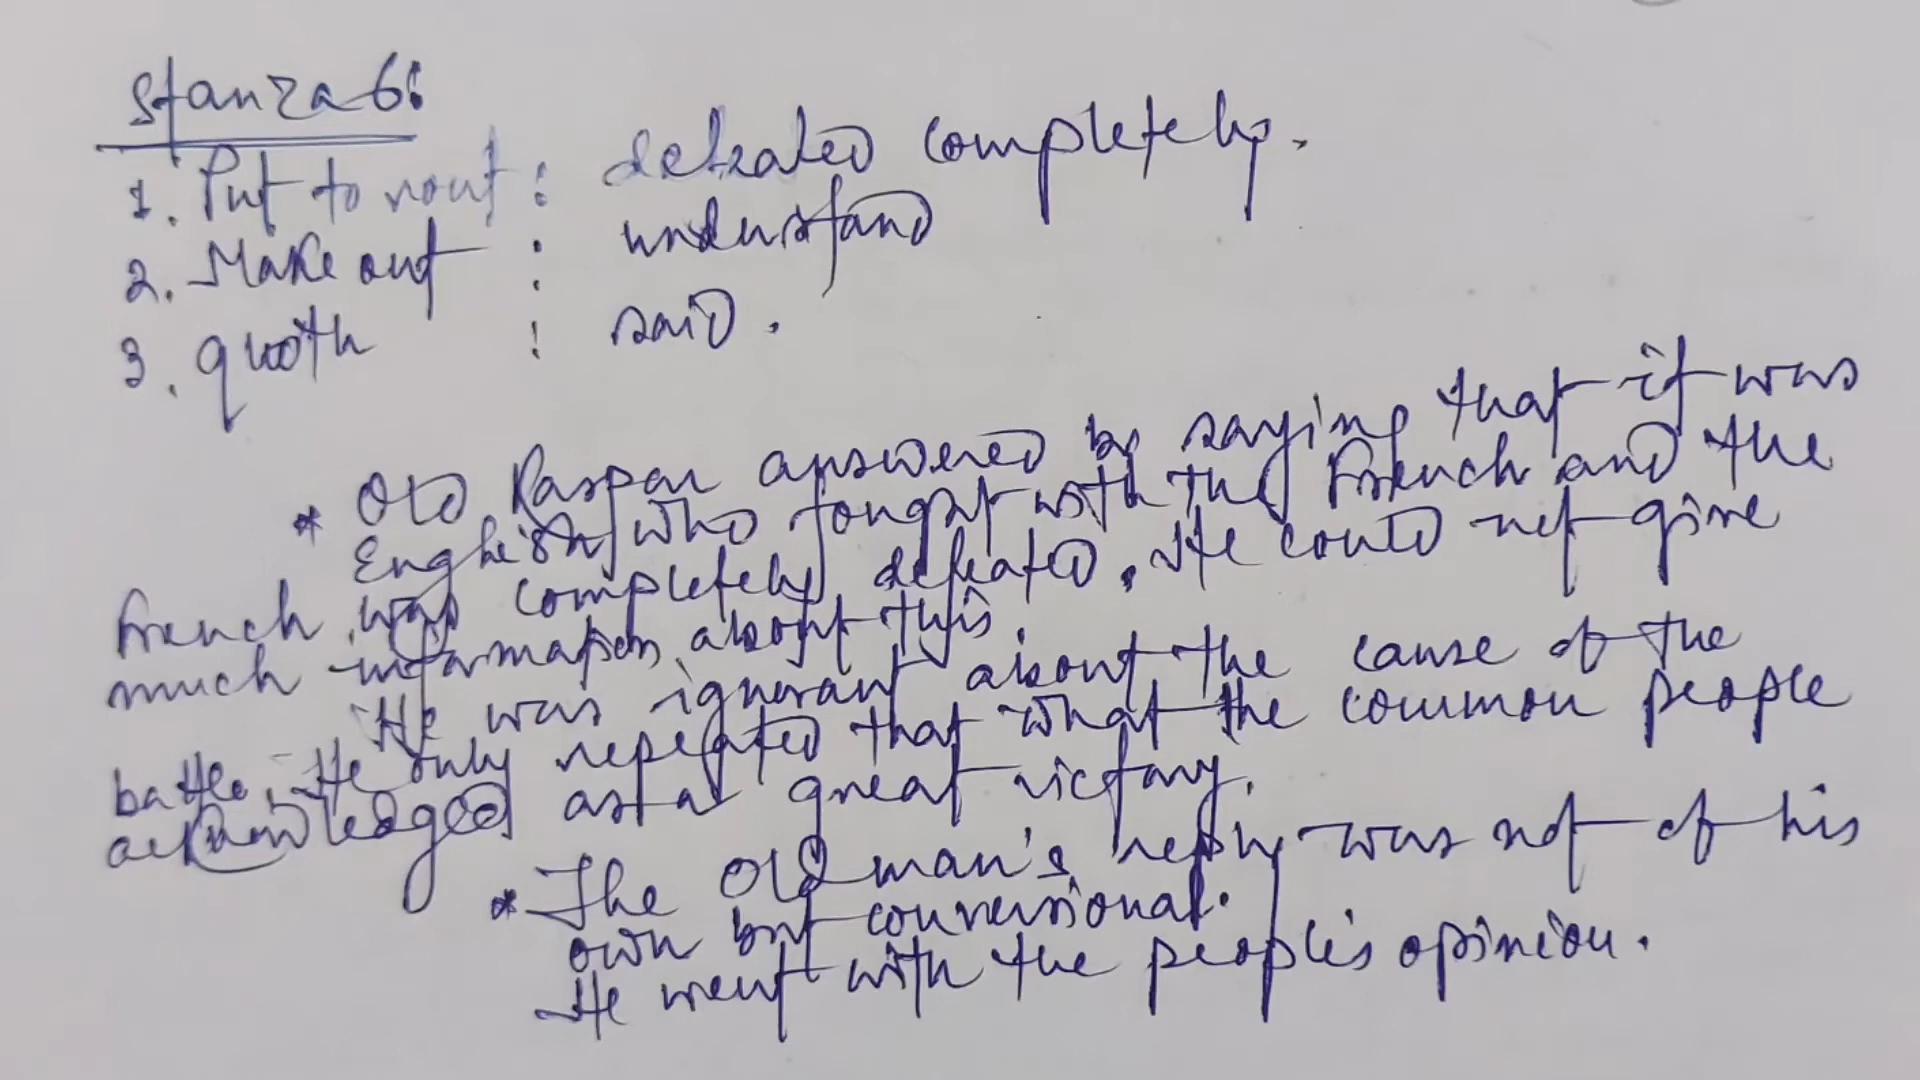 Stanza 6:
1. Put to rout : defeated completely.
2. Make out : understand
3. quoth : said.
* Old Kaspar answered by saying that it was
English who fought with the French and the
French was completely defeated. He could not give
much information about this.
He was ignorant about the cause of the
battle. He only repeated that what the common people
acknowledged as a great victory.
* The Old man's reply was not of his
own but conversional.
He went with the people's opinion.